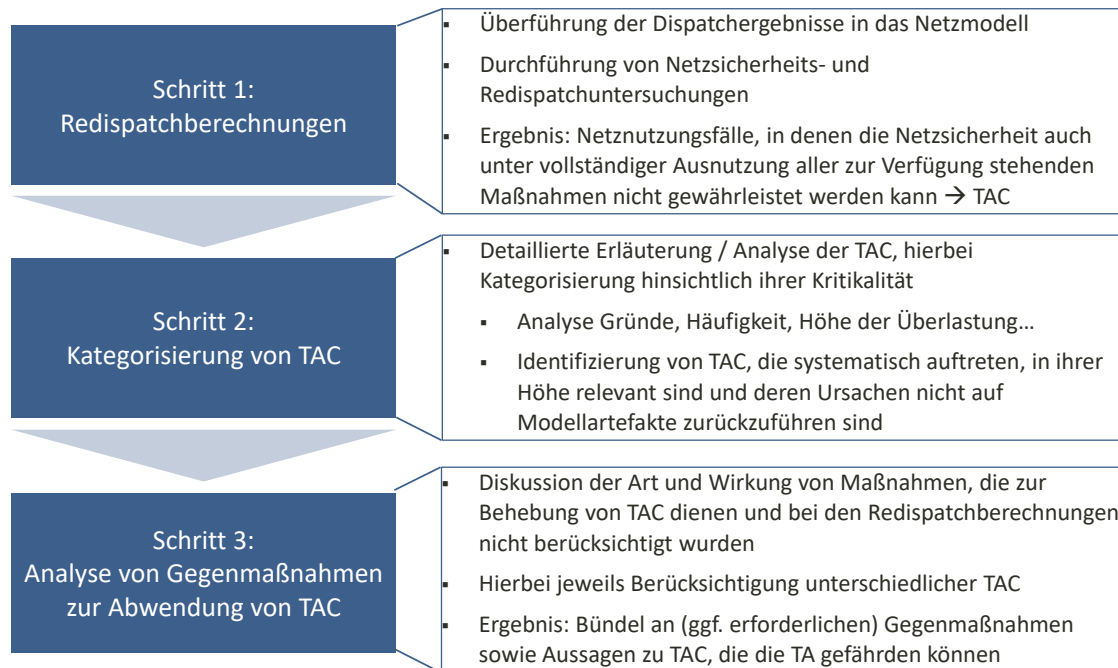 Schritt 1:
Redispatchberechnungen
▪ Überführung der Dispatchergebnisse in das Netzmodell
▪ Durchführung von Netzsicherheits- und
Redispatchuntersuchungen
▪ Ergebnis: Netznutzungsfälle, in denen die Netzsicherheit auch
unter vollständiger Ausnutzung aller zur Verfügung stehenden
Maßnahmen nicht gewährleistet werden kann → TAC
Schritt 2:
Kategorisierung von TAC
▪ Detaillierte Erläuterung / Analyse der TAC, hierbei
Kategorisierung hinsichtlich ihrer Kritikalität
▪ Analyse Gründe, Häufigkeit, Höhe der Überlastung...
▪ Identifizierung von TAC, die systematisch auftreten, in ihrer
Höhe relevant sind und deren Ursachen nicht auf
Modellartefakte zurückzuführen sind
Schritt 3:
Analyse von Gegenmaßnahmen
zur Abwendung von TAC
▪ Diskussion der Art und Wirkung von Maßnahmen, die zur
Behebung von TAC dienen und bei den Redispatchberechnungen
nicht berücksichtigt wurden
▪ Hierbei jeweils Berücksichtigung unterschiedlicher TAC
▪ Ergebnis: Bündel an (ggf. erforderlichen) Gegenmaßnahmen
sowie Aussagen zu TAC, die die TA gefährden können